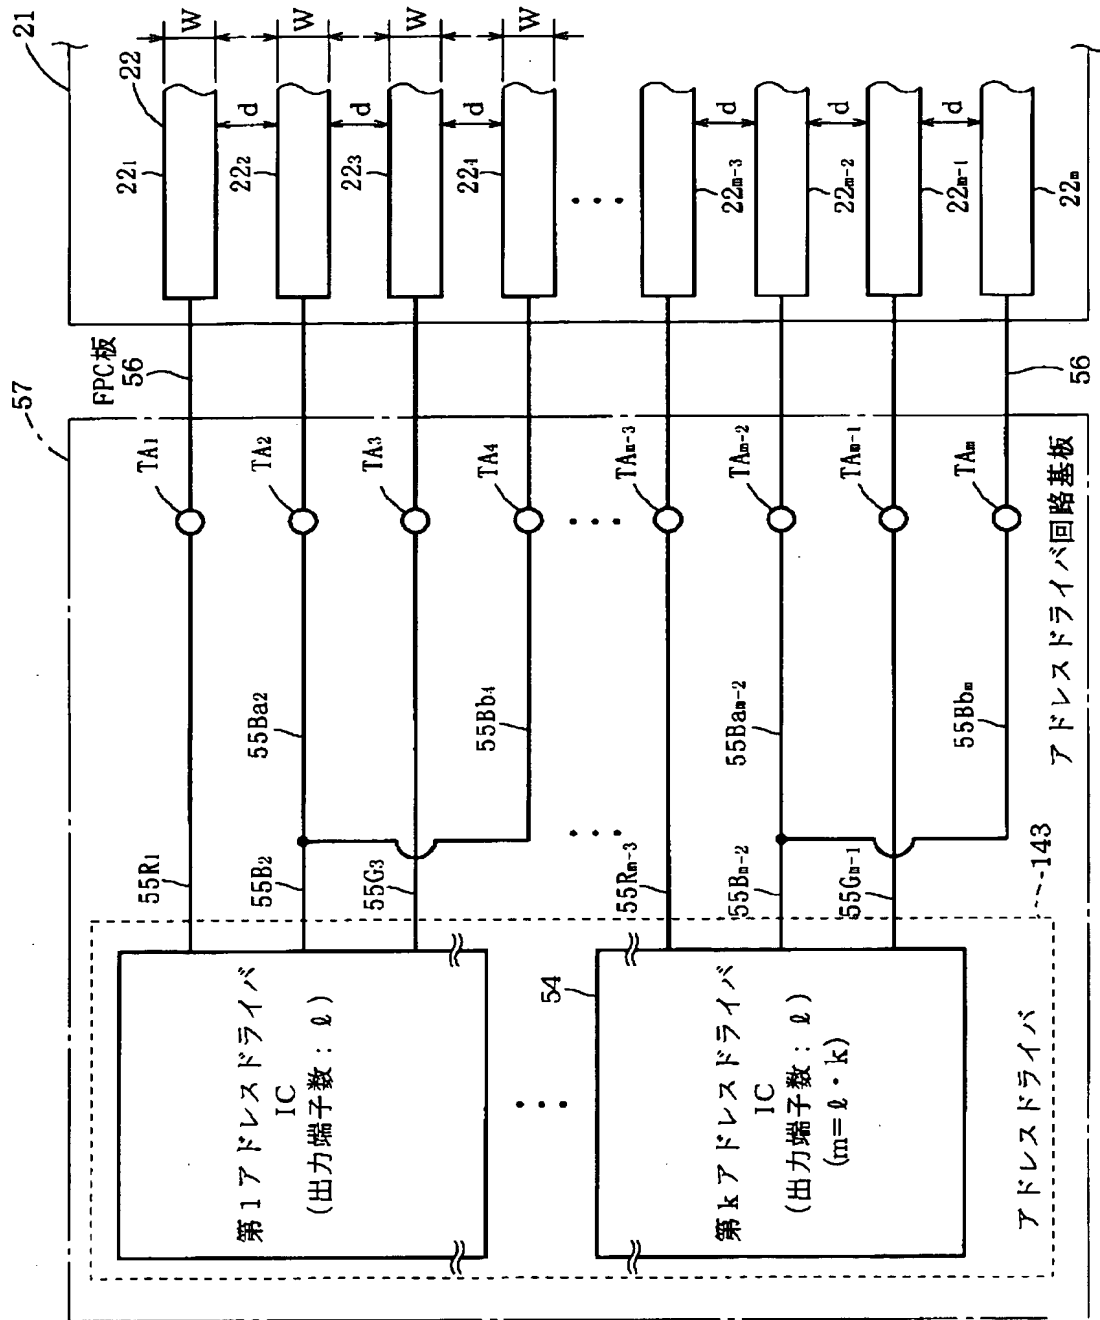 21
22
W
W
W
W
22₁
22₂
22₃
22₄
22m-3
22m-2
22m-1
22m
d
d
d
d
d
d
...
57
FPC板
56
56
TA₁
TA₂
TA₃
TA₄
TAm-3
TAm-2
TAm-1
TAm
...
アドレスドライバ回路基板
55Ba₂
55Bb₄
55Bam-2
55Bbm
...
55R₁
55B₂
55G₃
55Rm-3
55Bm-2
55Gm-1
143
第1アドレスドライバ
IC
(出力端子数: ℓ)
...
54
第kアドレスドライバ
IC
(出力端子数: ℓ)
(m=ℓ・k)
アドレスドライバ